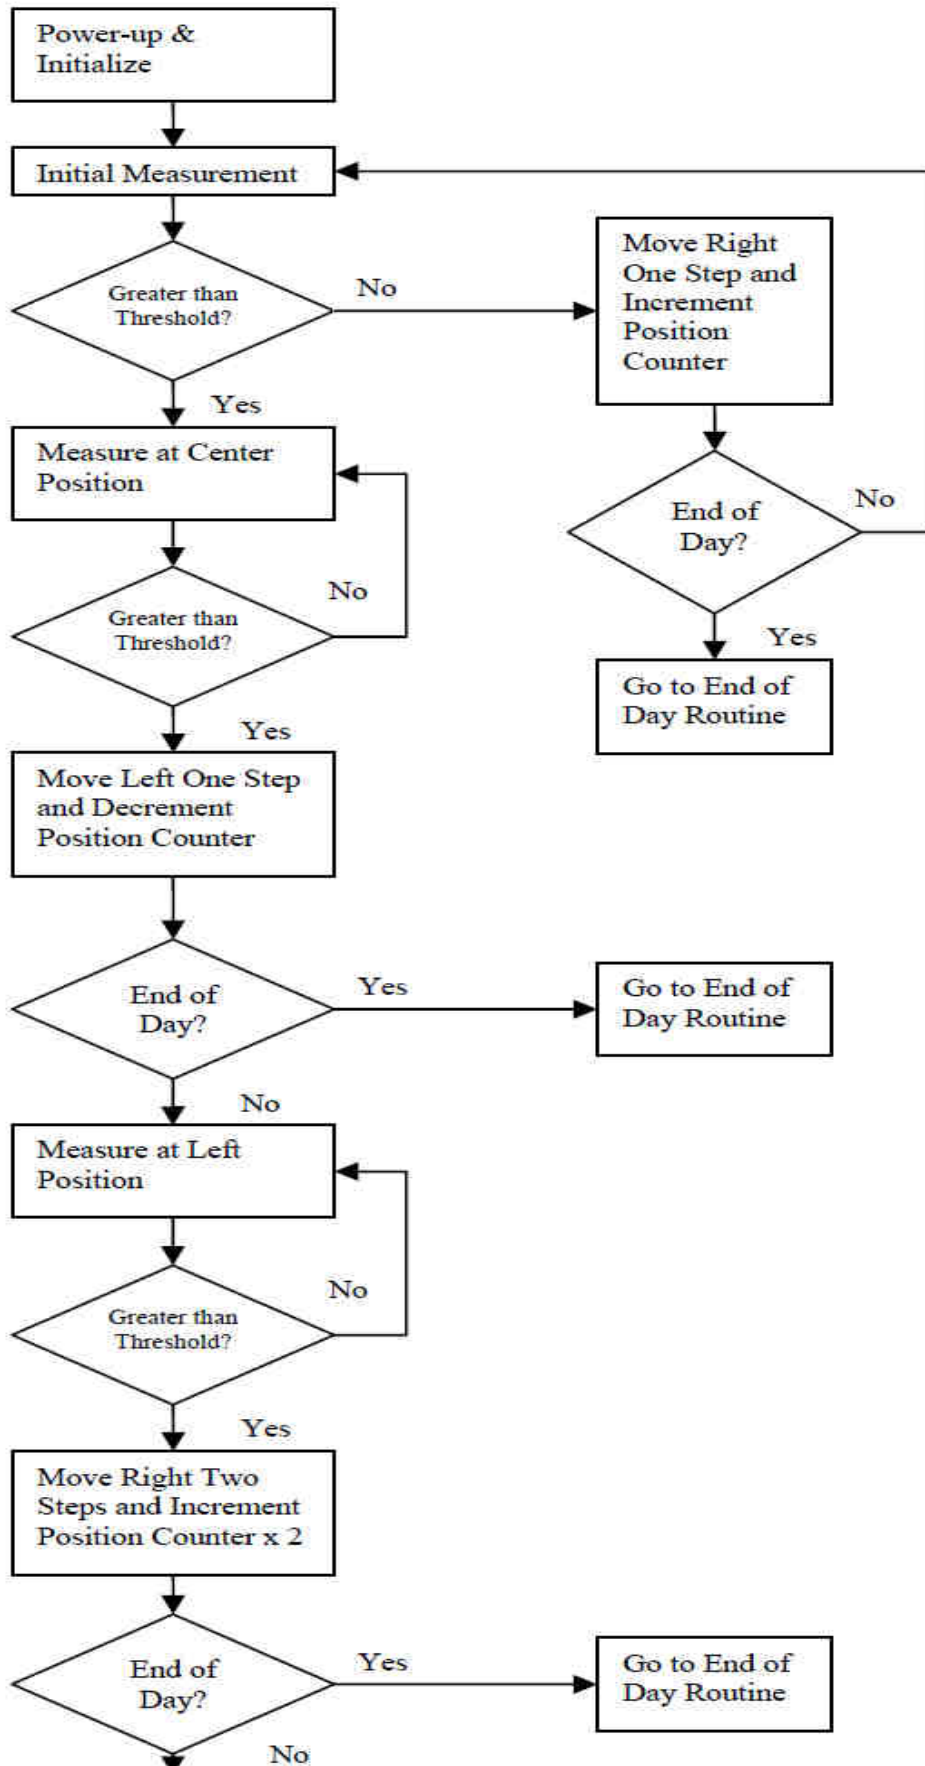 Power-up &
Initialize
Initial Measurement
Greater than
Threshold?
No
Move Right
One Step and
Increment
Position
Counter
Yes
Measure at Center
Position
End of
Day?
No
No
Greater than
Threshold?
Yes
Go to End of
Day Routine
Yes
Move Left One Step
and Decrement
Position Counter
End of
Day?
Yes
Go to End of
Day Routine
No
Measure at Left
Position
No
Greater than
Threshold?
Yes
Move Right Two
Steps and Increment
Position Counter x 2
End of
Day?
Yes
Go to End of
Day Routine
No